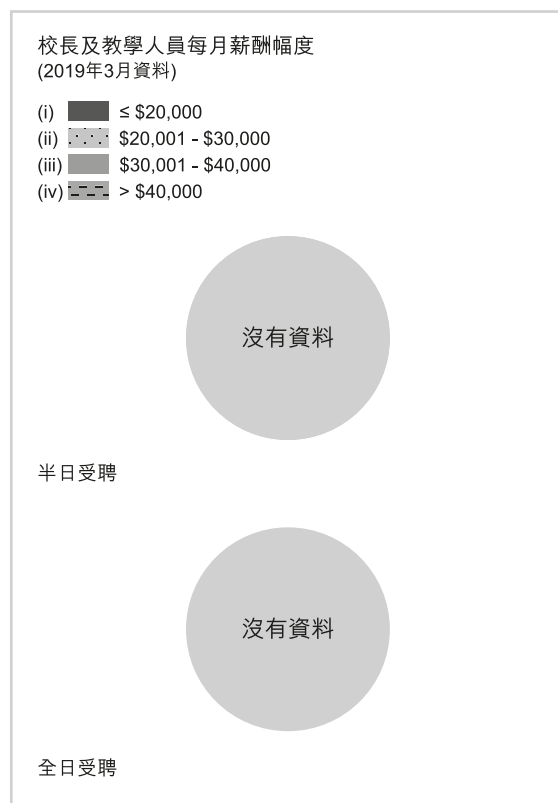 校長及教學人員每月薪酬幅度
(2019年3月資料)
(i) ≤ $20,000
(ii) $20,001 - $30,000
(iii) $30,001 - $40,000
(iv) > $40,000
沒有資料
半日受聘
沒有資料
全日受聘